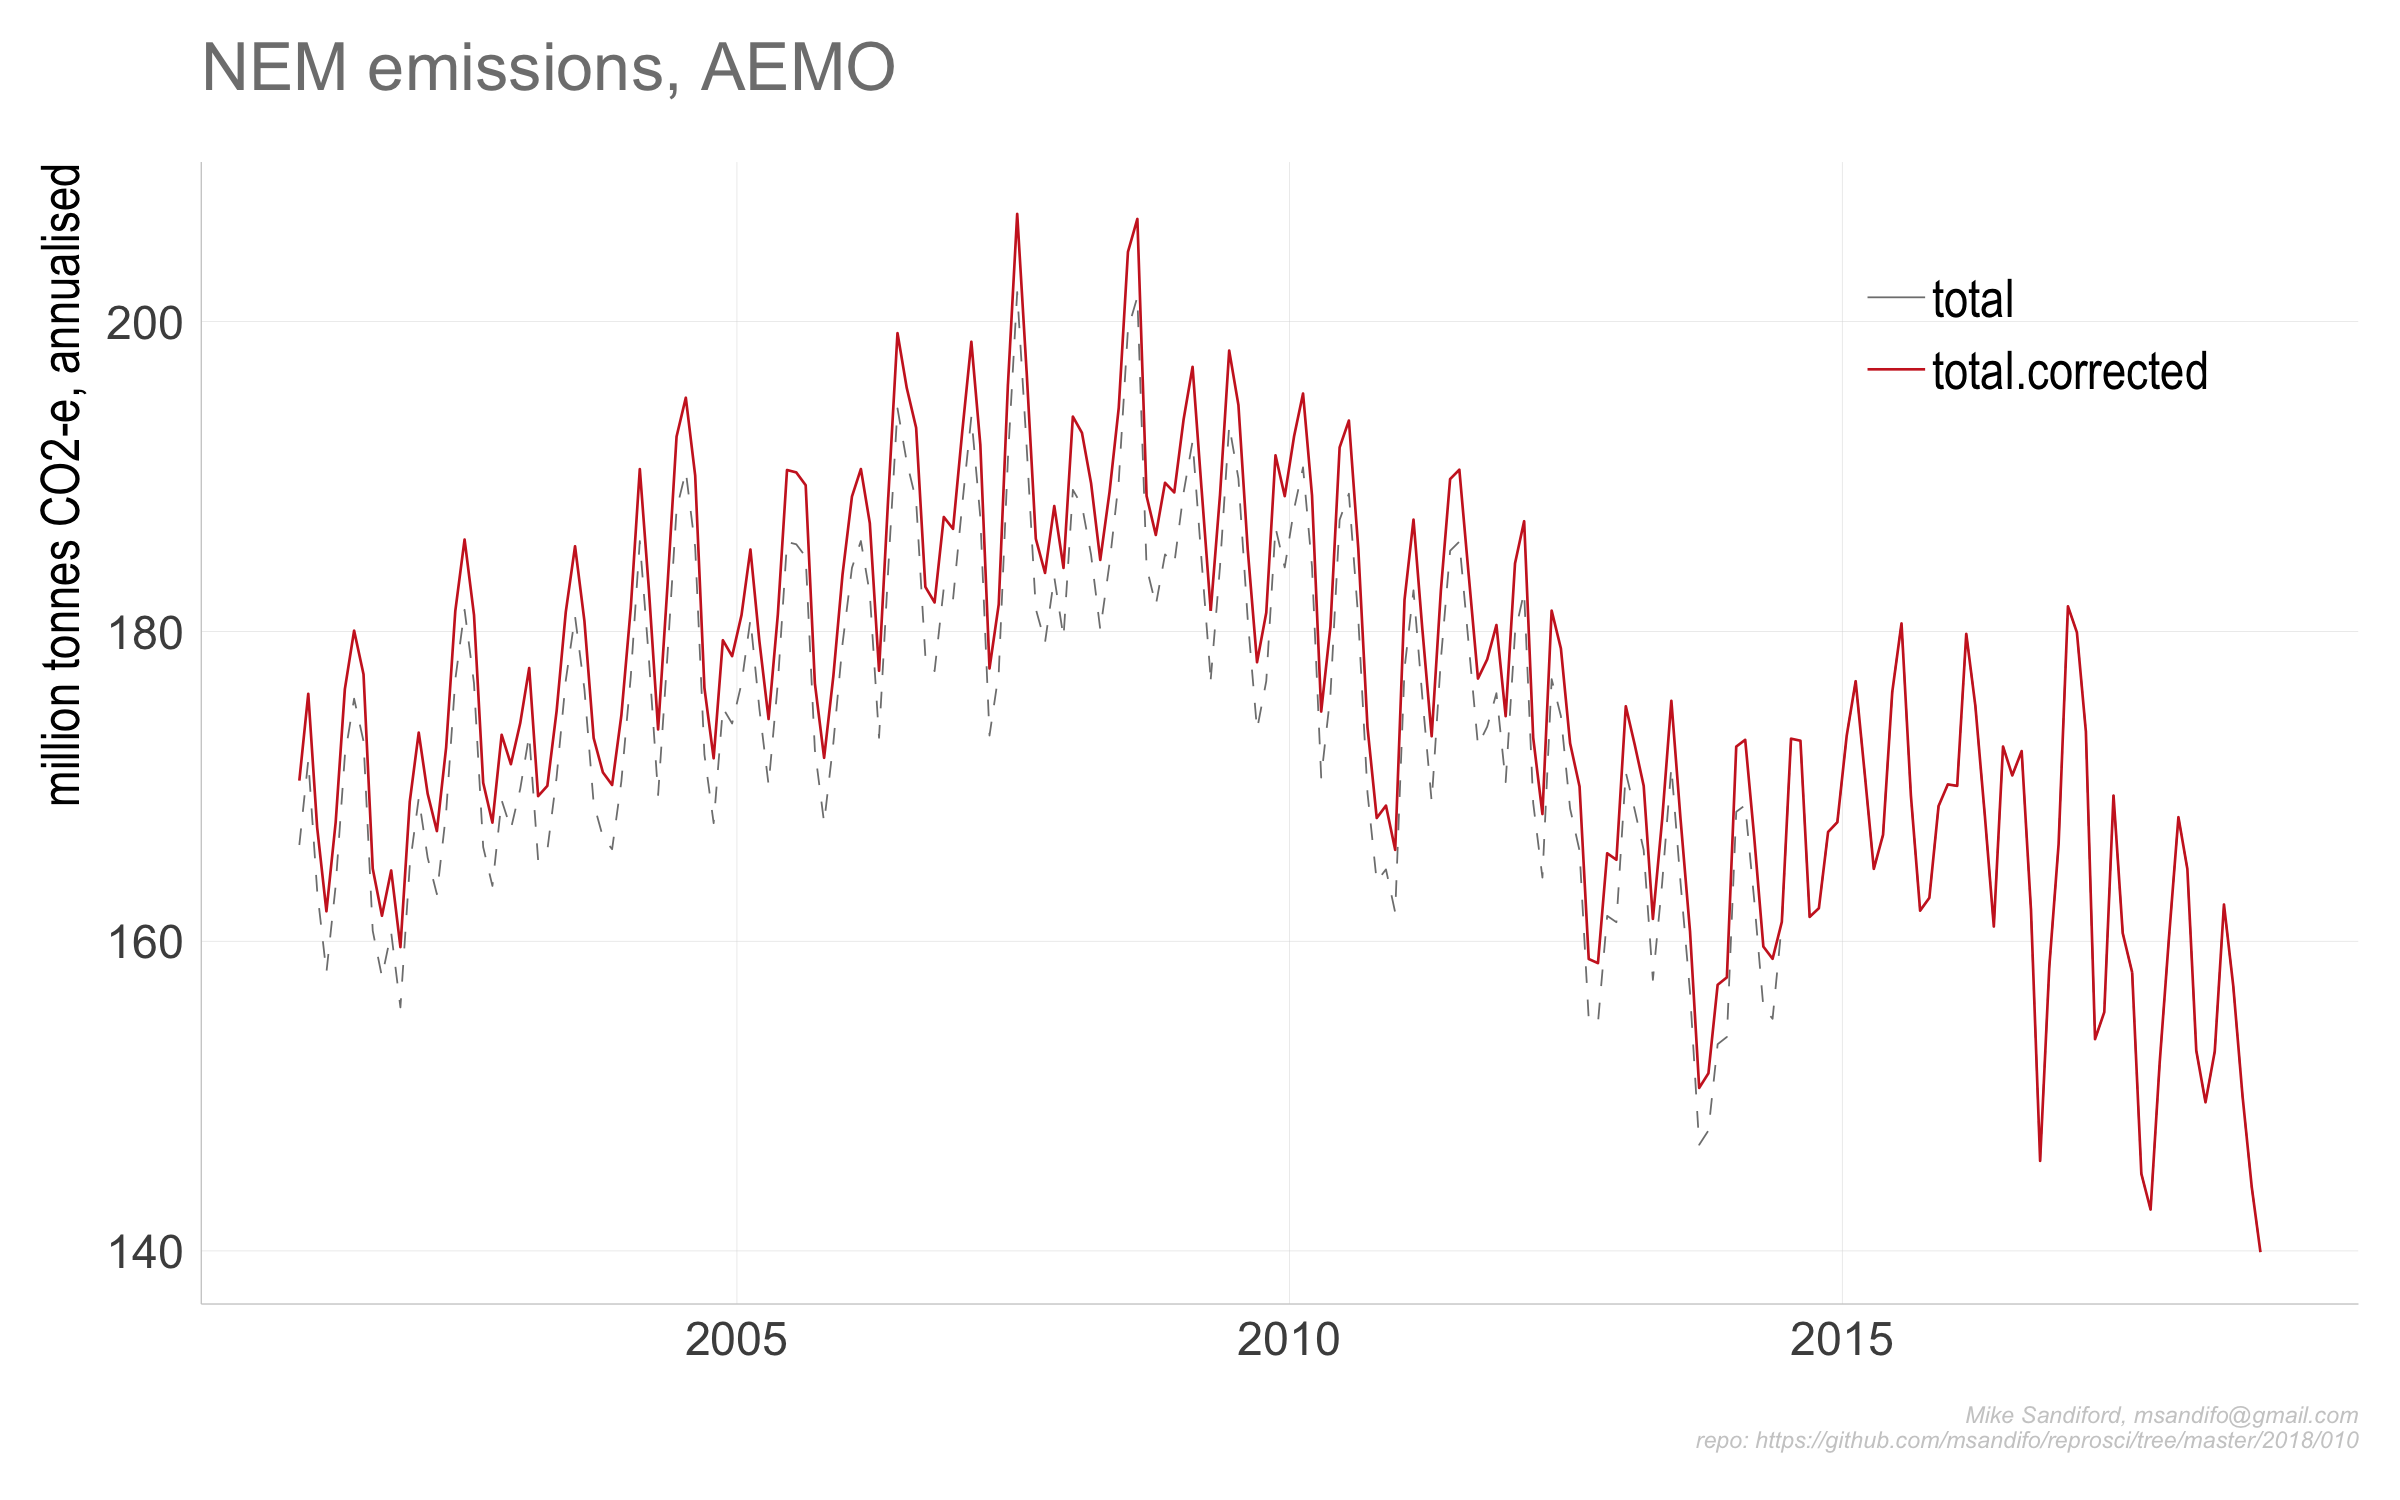 NEM emissions, AEMO
million tonnes CO2-e, annualised
200
180
160
140
total
total.corrected
2005
2010
2015
Mike Sandiford, msandifo@gmail.com
repo: https://github.com/msandifo/reprosci/tree/master/2018/010